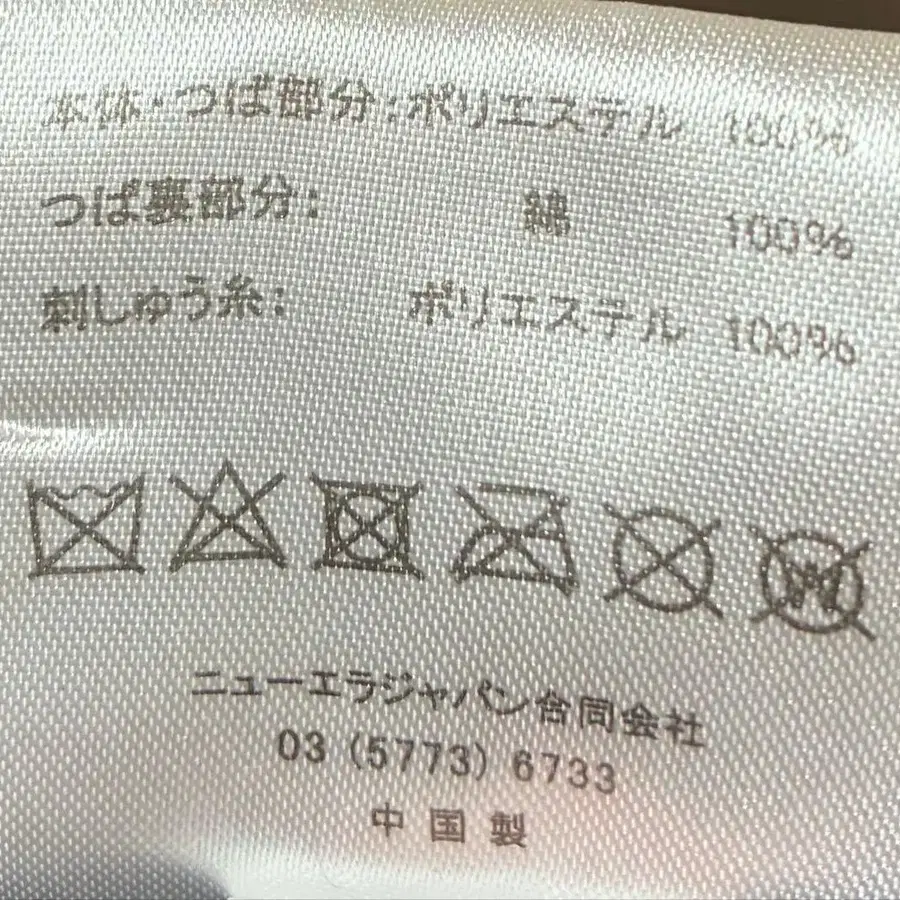 本体・つば部分:ポリエステル 100%
つば裏部分: 綿 100%
刺しゅう糸: ポリエステル 100%
W
ニューエラジャパン合同会社
03 (5773) 6733
中国製